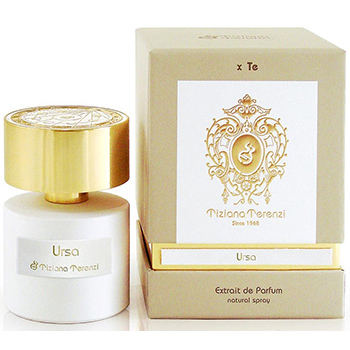 x Te
Tiziana Terenzi
Since 1968
Ursa
Extrait de Parfum
natural spray
Ursa
Tiziana Terenzi